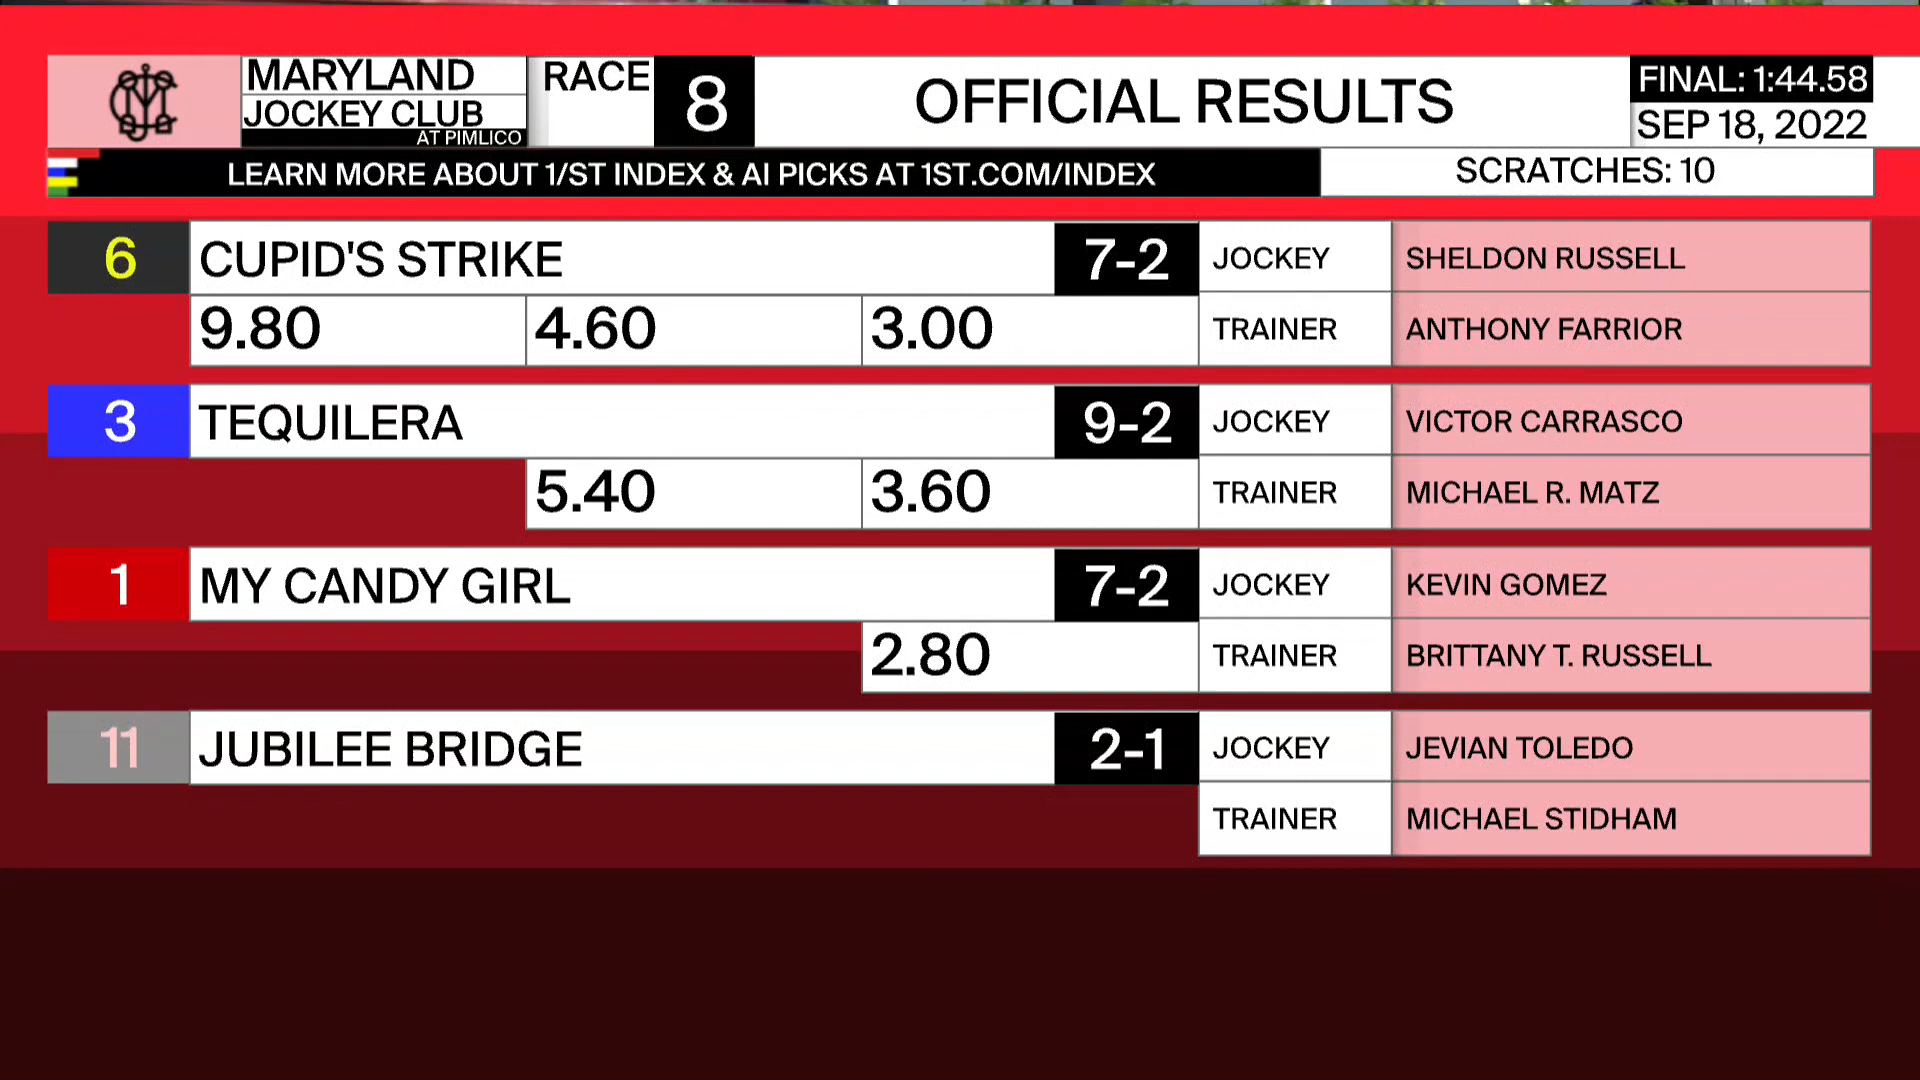 MARYLAND
JOCKEY CLUB
AT PIMLICO
RACE 8
OFFICIAL RESULTS
FINAL: 1:44.58
SEP 18, 2022
LEARN MORE ABOUT 1/ST INDEX & AI PICKS AT 1ST.COM/INDEX
SCRATCHES: 10
6 CUPID'S STRIKE 7-2 JOCKEY SHELDON RUSSELL
9.80 4.60 3.00 TRAINER ANTHONY FARRIOR
3 TEQUILERA 9-2 JOCKEY VICTOR CARRASCO
5.40 3.60 TRAINER MICHAEL R. MATZ
1 MY CANDY GIRL 7-2 JOCKEY KEVIN GOMEZ
2.80 TRAINER BRITTANY T. RUSSELL
11 JUBILEE BRIDGE 2-1 JOCKEY JEVIAN TOLEDO
TRAINER MICHAEL STIDHAM